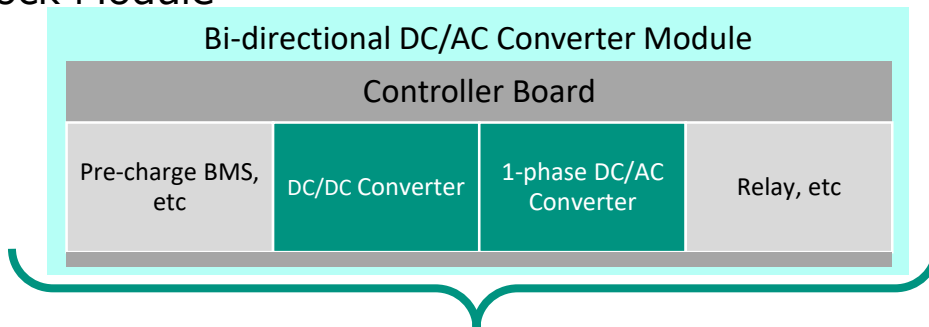 Module
Bi-directional DC/AC Converter Module
Controller Board
Pre-charge BMS,
etc
DC/DC Converter
1-phase DC/AC
Converter
Relay, etc